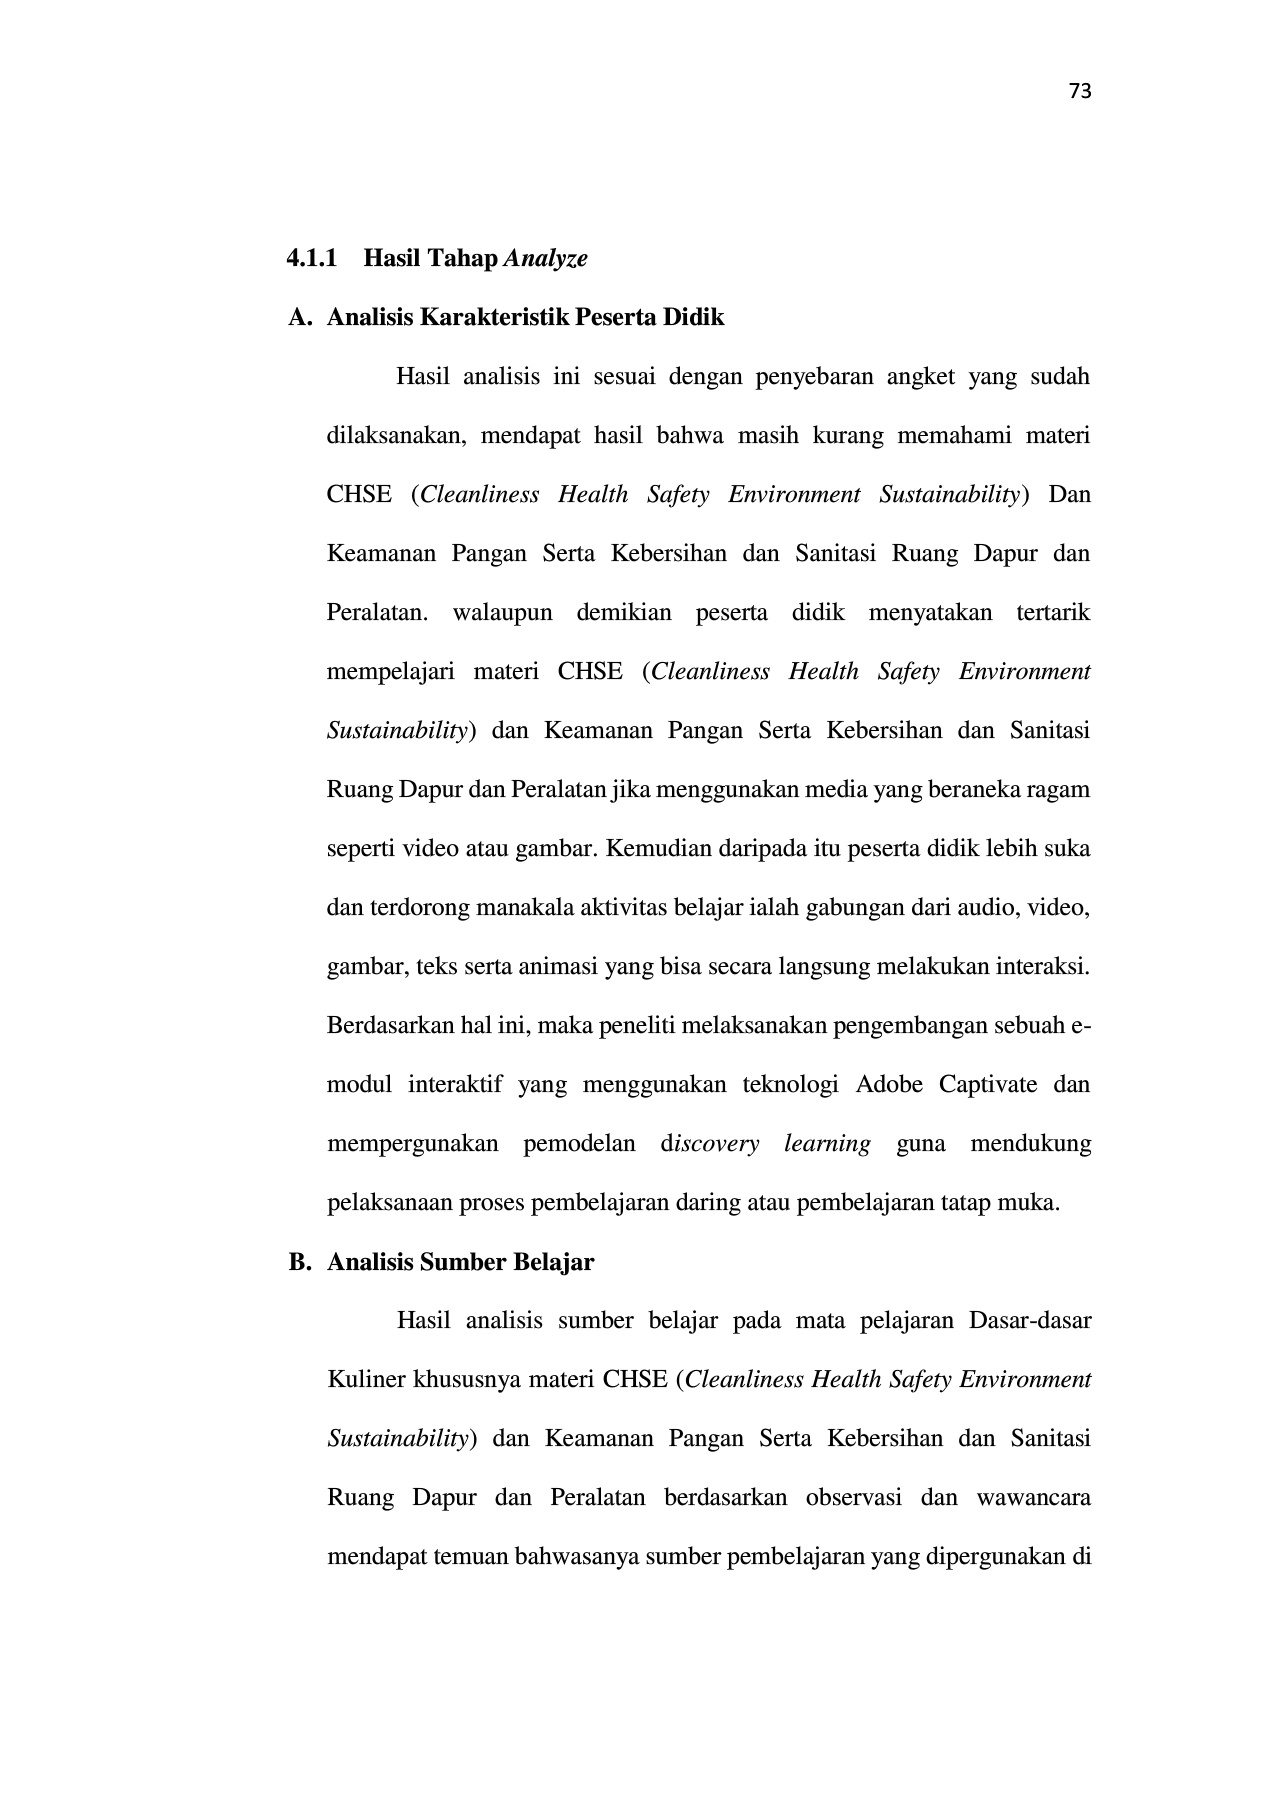 73
4.1.1 Hasil Tahap Analyze
A. Analisis Karakteristik Peserta Didik
Hasil analisis ini sesuai dengan penyebaran angket yang sudah
dilaksanakan, mendapat hasil bahwa masih kurang memahami materi
CHSE (Cleanliness Health Safety Environment Sustainability) Dan
Keamanan Pangan Serta Kebersihan dan Sanitasi Ruang Dapur dan
Peralatan. walaupun demikian peserta didik menyatakan tertarik
mempelajari materi CHSE (Cleanliness Health Safety Environment
Sustainability) dan Keamanan Pangan Serta Kebersihan dan Sanitasi
Ruang Dapur dan Peralatan jika menggunakan media yang beraneka ragam
seperti video atau gambar. Kemudian daripada itu peserta didik lebih suka
dan terdorong manakala aktivitas belajar ialah gabungan dari audio, video,
gambar, teks serta animasi yang bisa secara langsung melakukan interaksi.
Berdasarkan hal ini, maka peneliti melaksanakan pengembangan sebuah e-
modul interaktif yang menggunakan teknologi Adobe Captivate dan
mempergunakan pemodelan discovery learning guna mendukung
pelaksanaan proses pembelajaran daring atau pembelajaran tatap muka.
B. Analisis Sumber Belajar
Hasil analisis sumber belajar pada mata pelajaran Dasar-dasar
Kuliner khususnya materi CHSE (Cleanliness Health Safety Environment
Sustainability) dan Keamanan Pangan Serta Kebersihan dan Sanitasi
Ruang Dapur dan Peralatan berdasarkan observasi dan wawancara
mendapat temuan bahwasanya sumber pembelajaran yang dipergunakan di